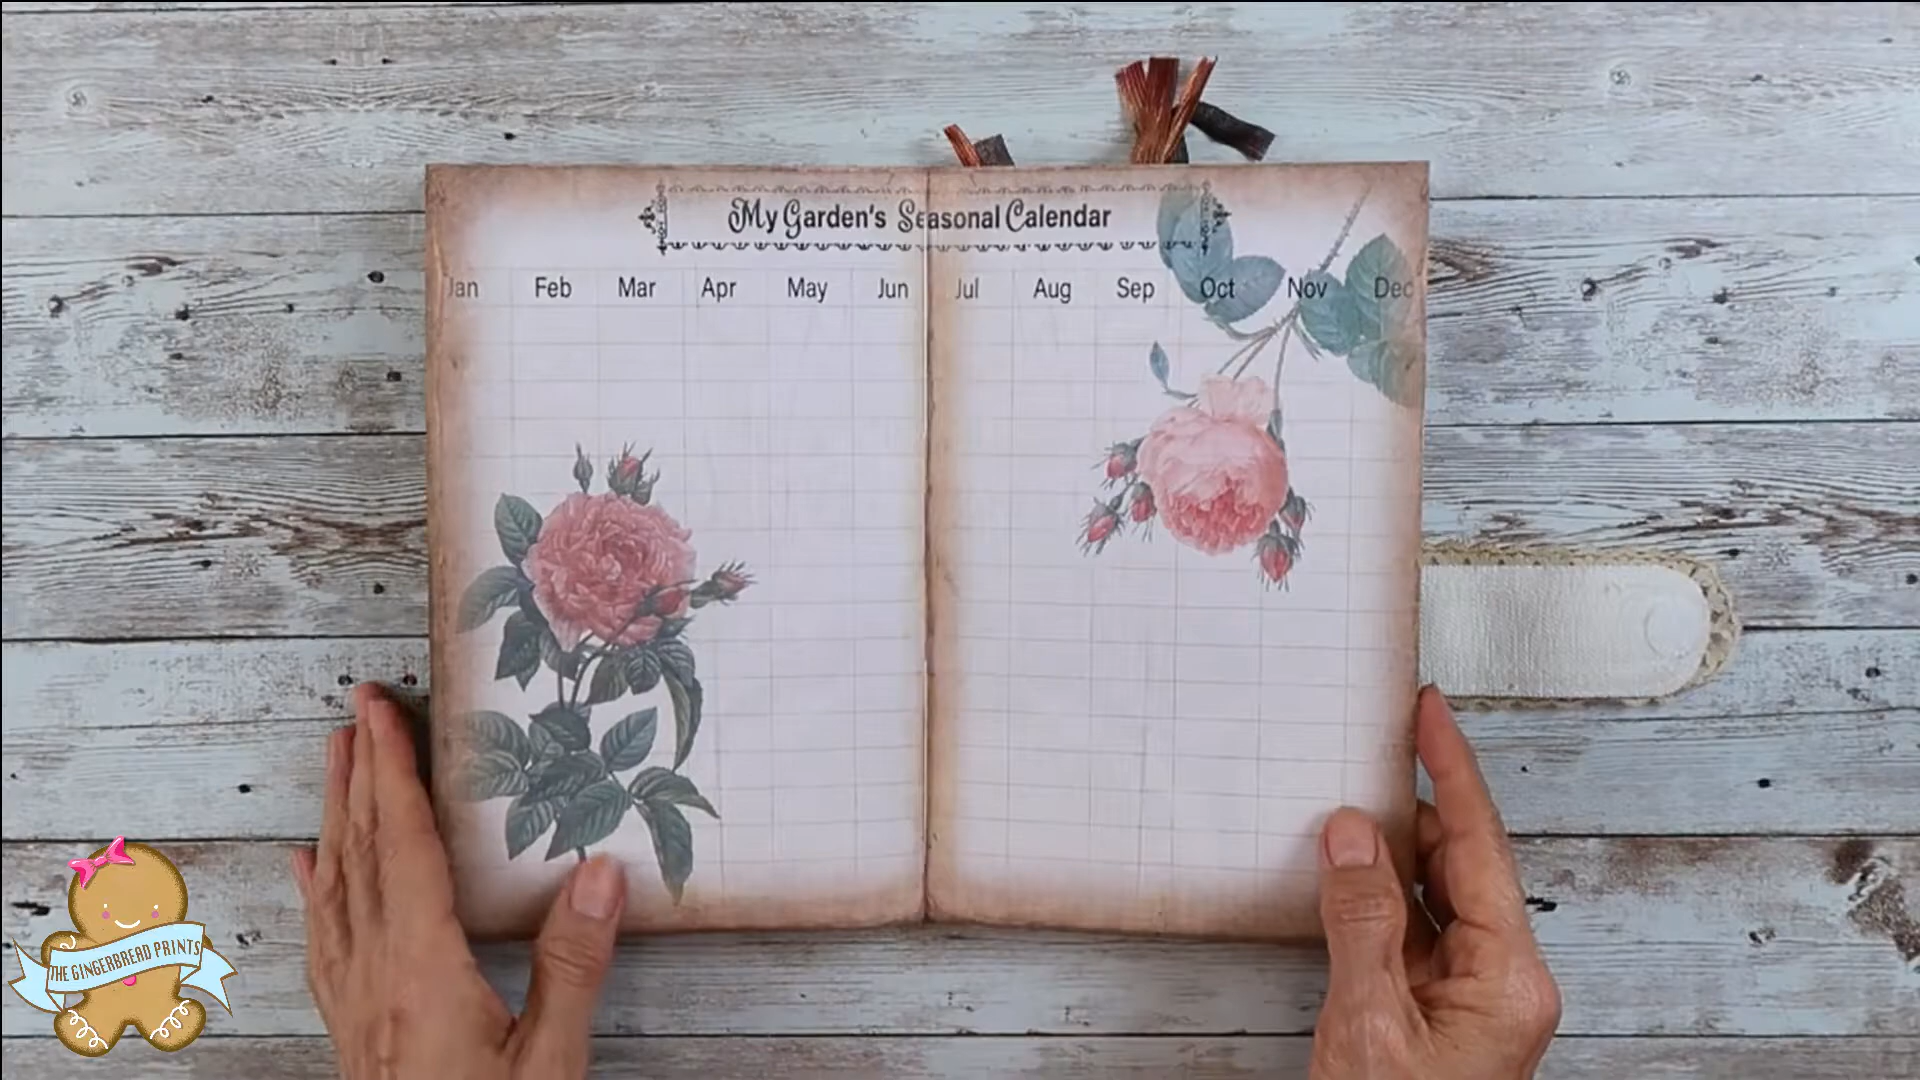 My Garden's Seasonal Calendar
Jan Feb Mar Apr May Jun Jul Aug Sep Oct Nov Dec
THE GINGERBREAD PRINTS